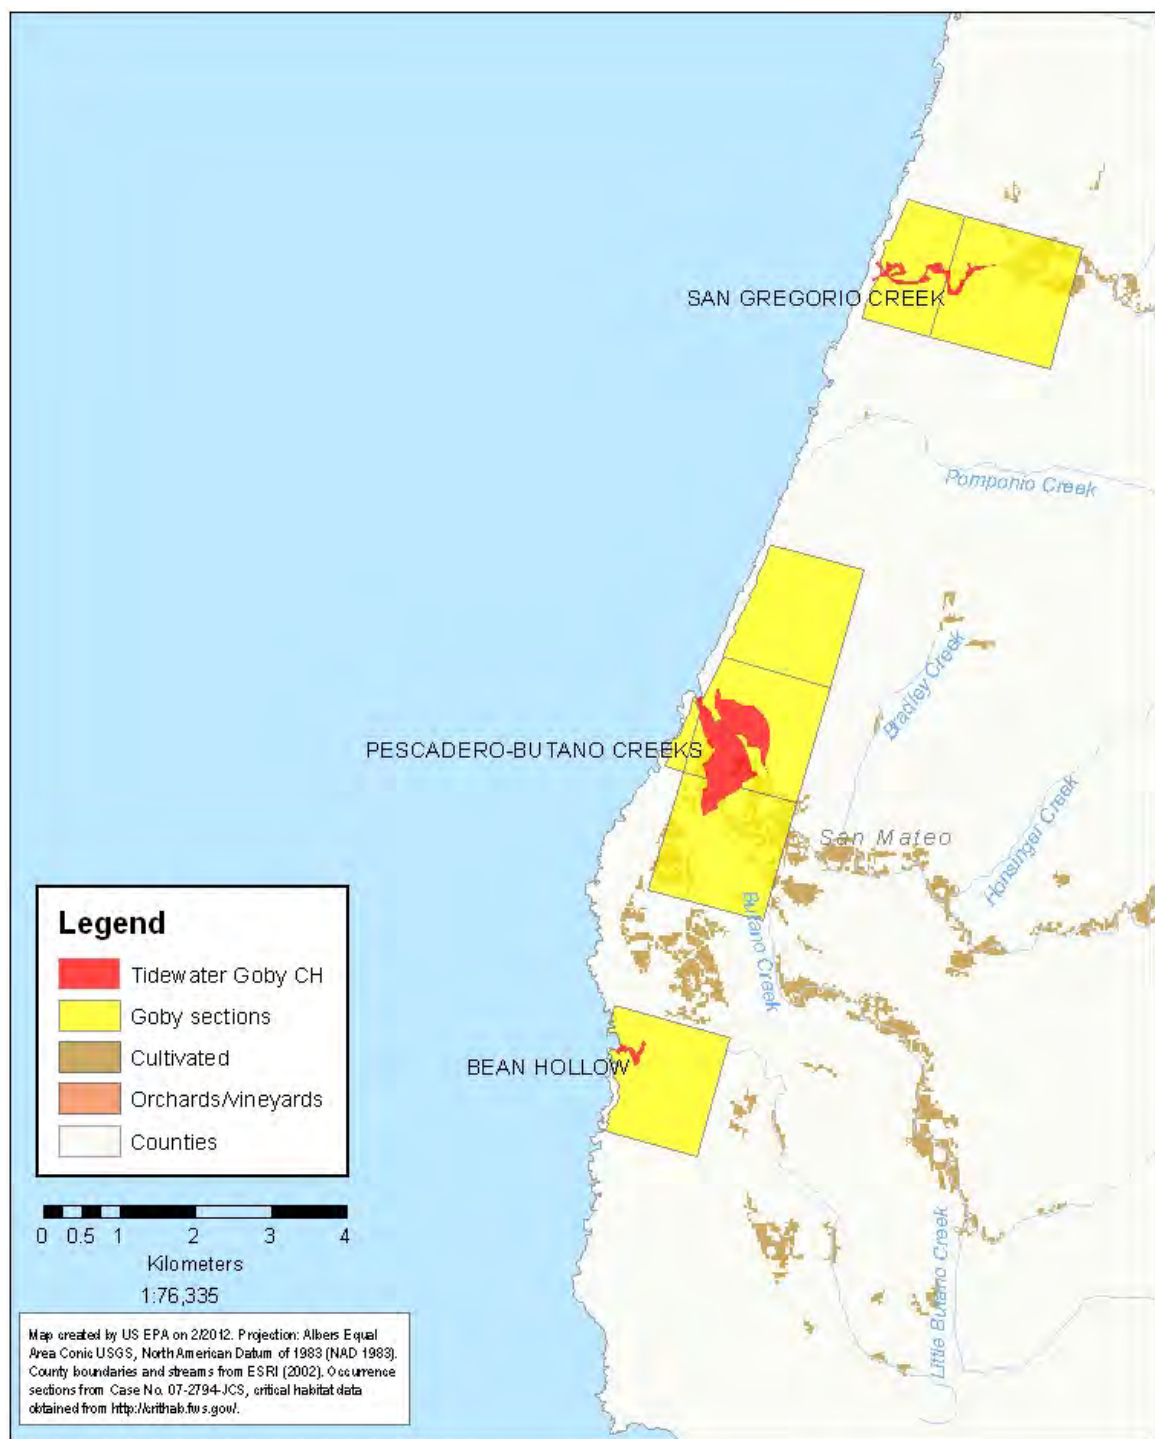 SAN GREGORIO CREEK
Pomponio Creek
Bradley Creek
PESCADERO-BUTANO CREEKS
San Mateo
Honsinger Creek
Butano Creek
BEAN HOLLOW
Little Butano Creek
Legend
Tidewater Goby CH
Goby sections
Cultivated
Orchards/vineyards
Counties
0 0.5 1 2 3 4
Kilometers
1:76,335
Map created by US EPA on 2/2012. Projection: Albers Equal
Area Conic USGS, North American Datum of 1983 (NAD 1983).
County boundaries and streams from ESRI (2002). Occurrence
sections from Case No. 07-2794-JCS, critical habitat data
obtained from http://crithab.fws.gov/.